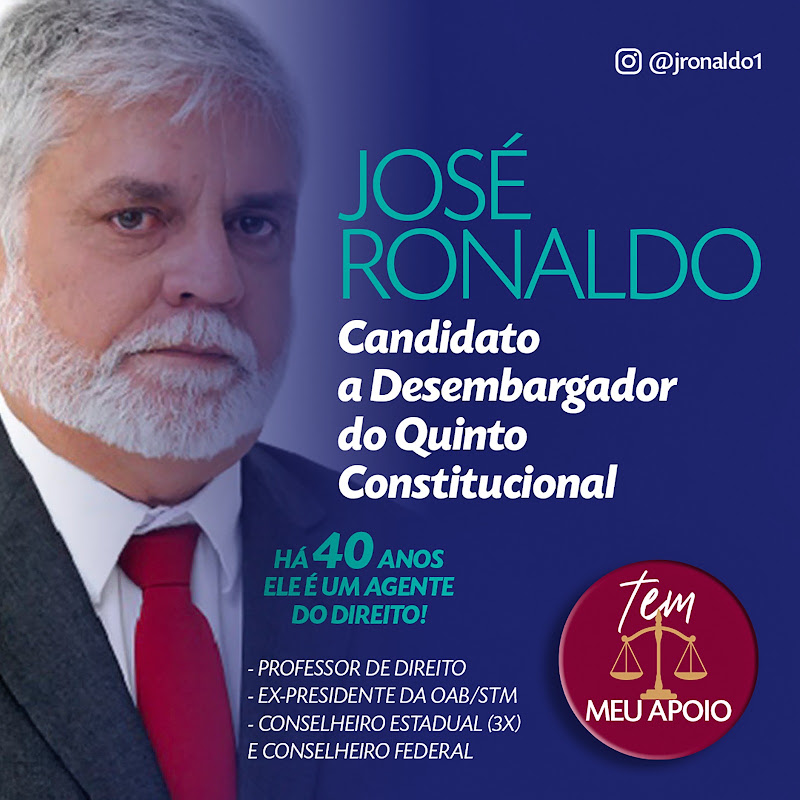 @jronaldo1
JOSÉ
RONALDO
Candidato
a Desembargador
do Quinto
Constitucional
HÁ 40 ANOS
ELE É UM AGENTE
DO DIREITO!
- PROFESSOR DE DIREITO
- EX-PRESIDENTE DA OAB/STM
- CONSELHEIRO ESTADUAL (3X)
E CONSELHEIRO FEDERAL
tem
MEU APOIO